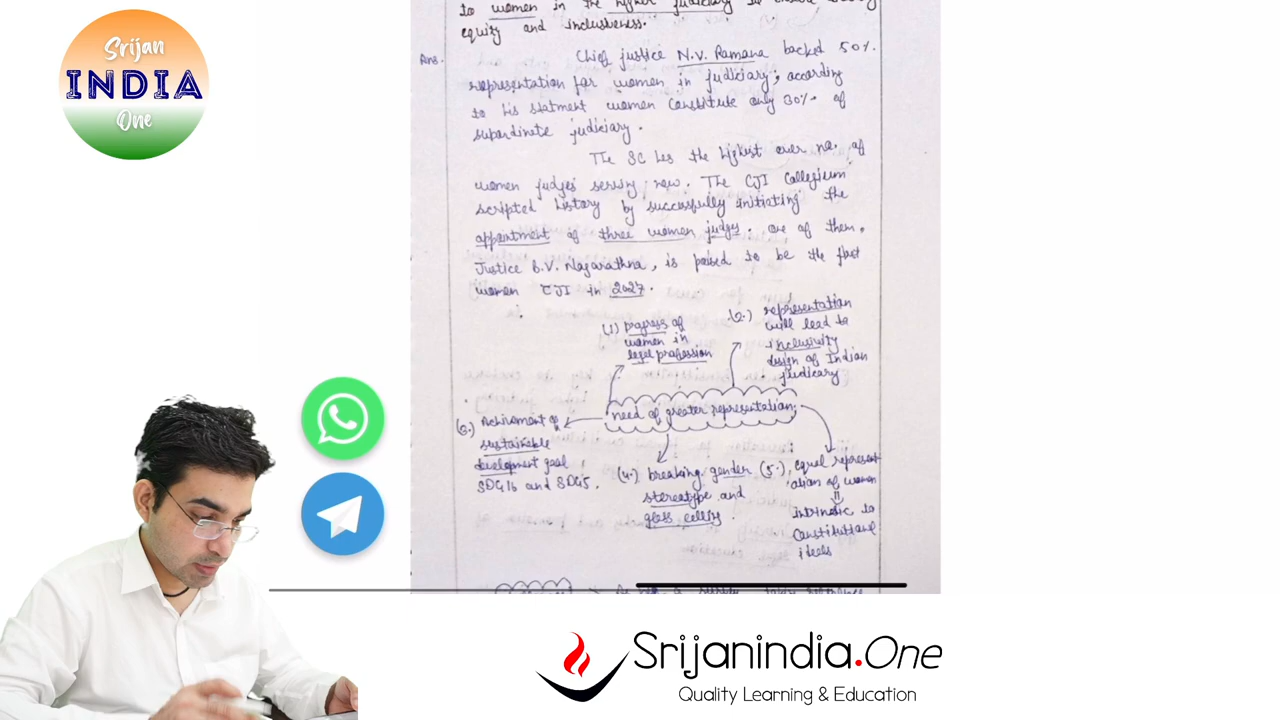 Srijan
INDIA
One
to women in the higher judiciary to
equity and inclusiveness.
Ans. Chief justice N.V. Ramana backed 50%.
representation for women in judiciary; according
to his statment women constitute only 30% of
subordinate judiciary.
The SC has the highest ever no. of
women judges serving now. The CJI Collegium
scripted history by successfully initiating the
appointment of three women judges. one of them,
Justice B.V. Nagarathna, is poised to be the first
women CJI in 2027.
(1) progress of
women in
legal profession
(2.) representation
will lead to
inclusivity
design of Indian
judicary
need of greater representation
(3.) Achivement of
sustainable
development goal
SDG16 and SDG5.
(4.) breaking gender
stereotype and
glass ceiling.
(5.) equal represent
ation of women
Intrindic to
Constitutional
ideals
Srijanindia.One
Quality Learning & Education